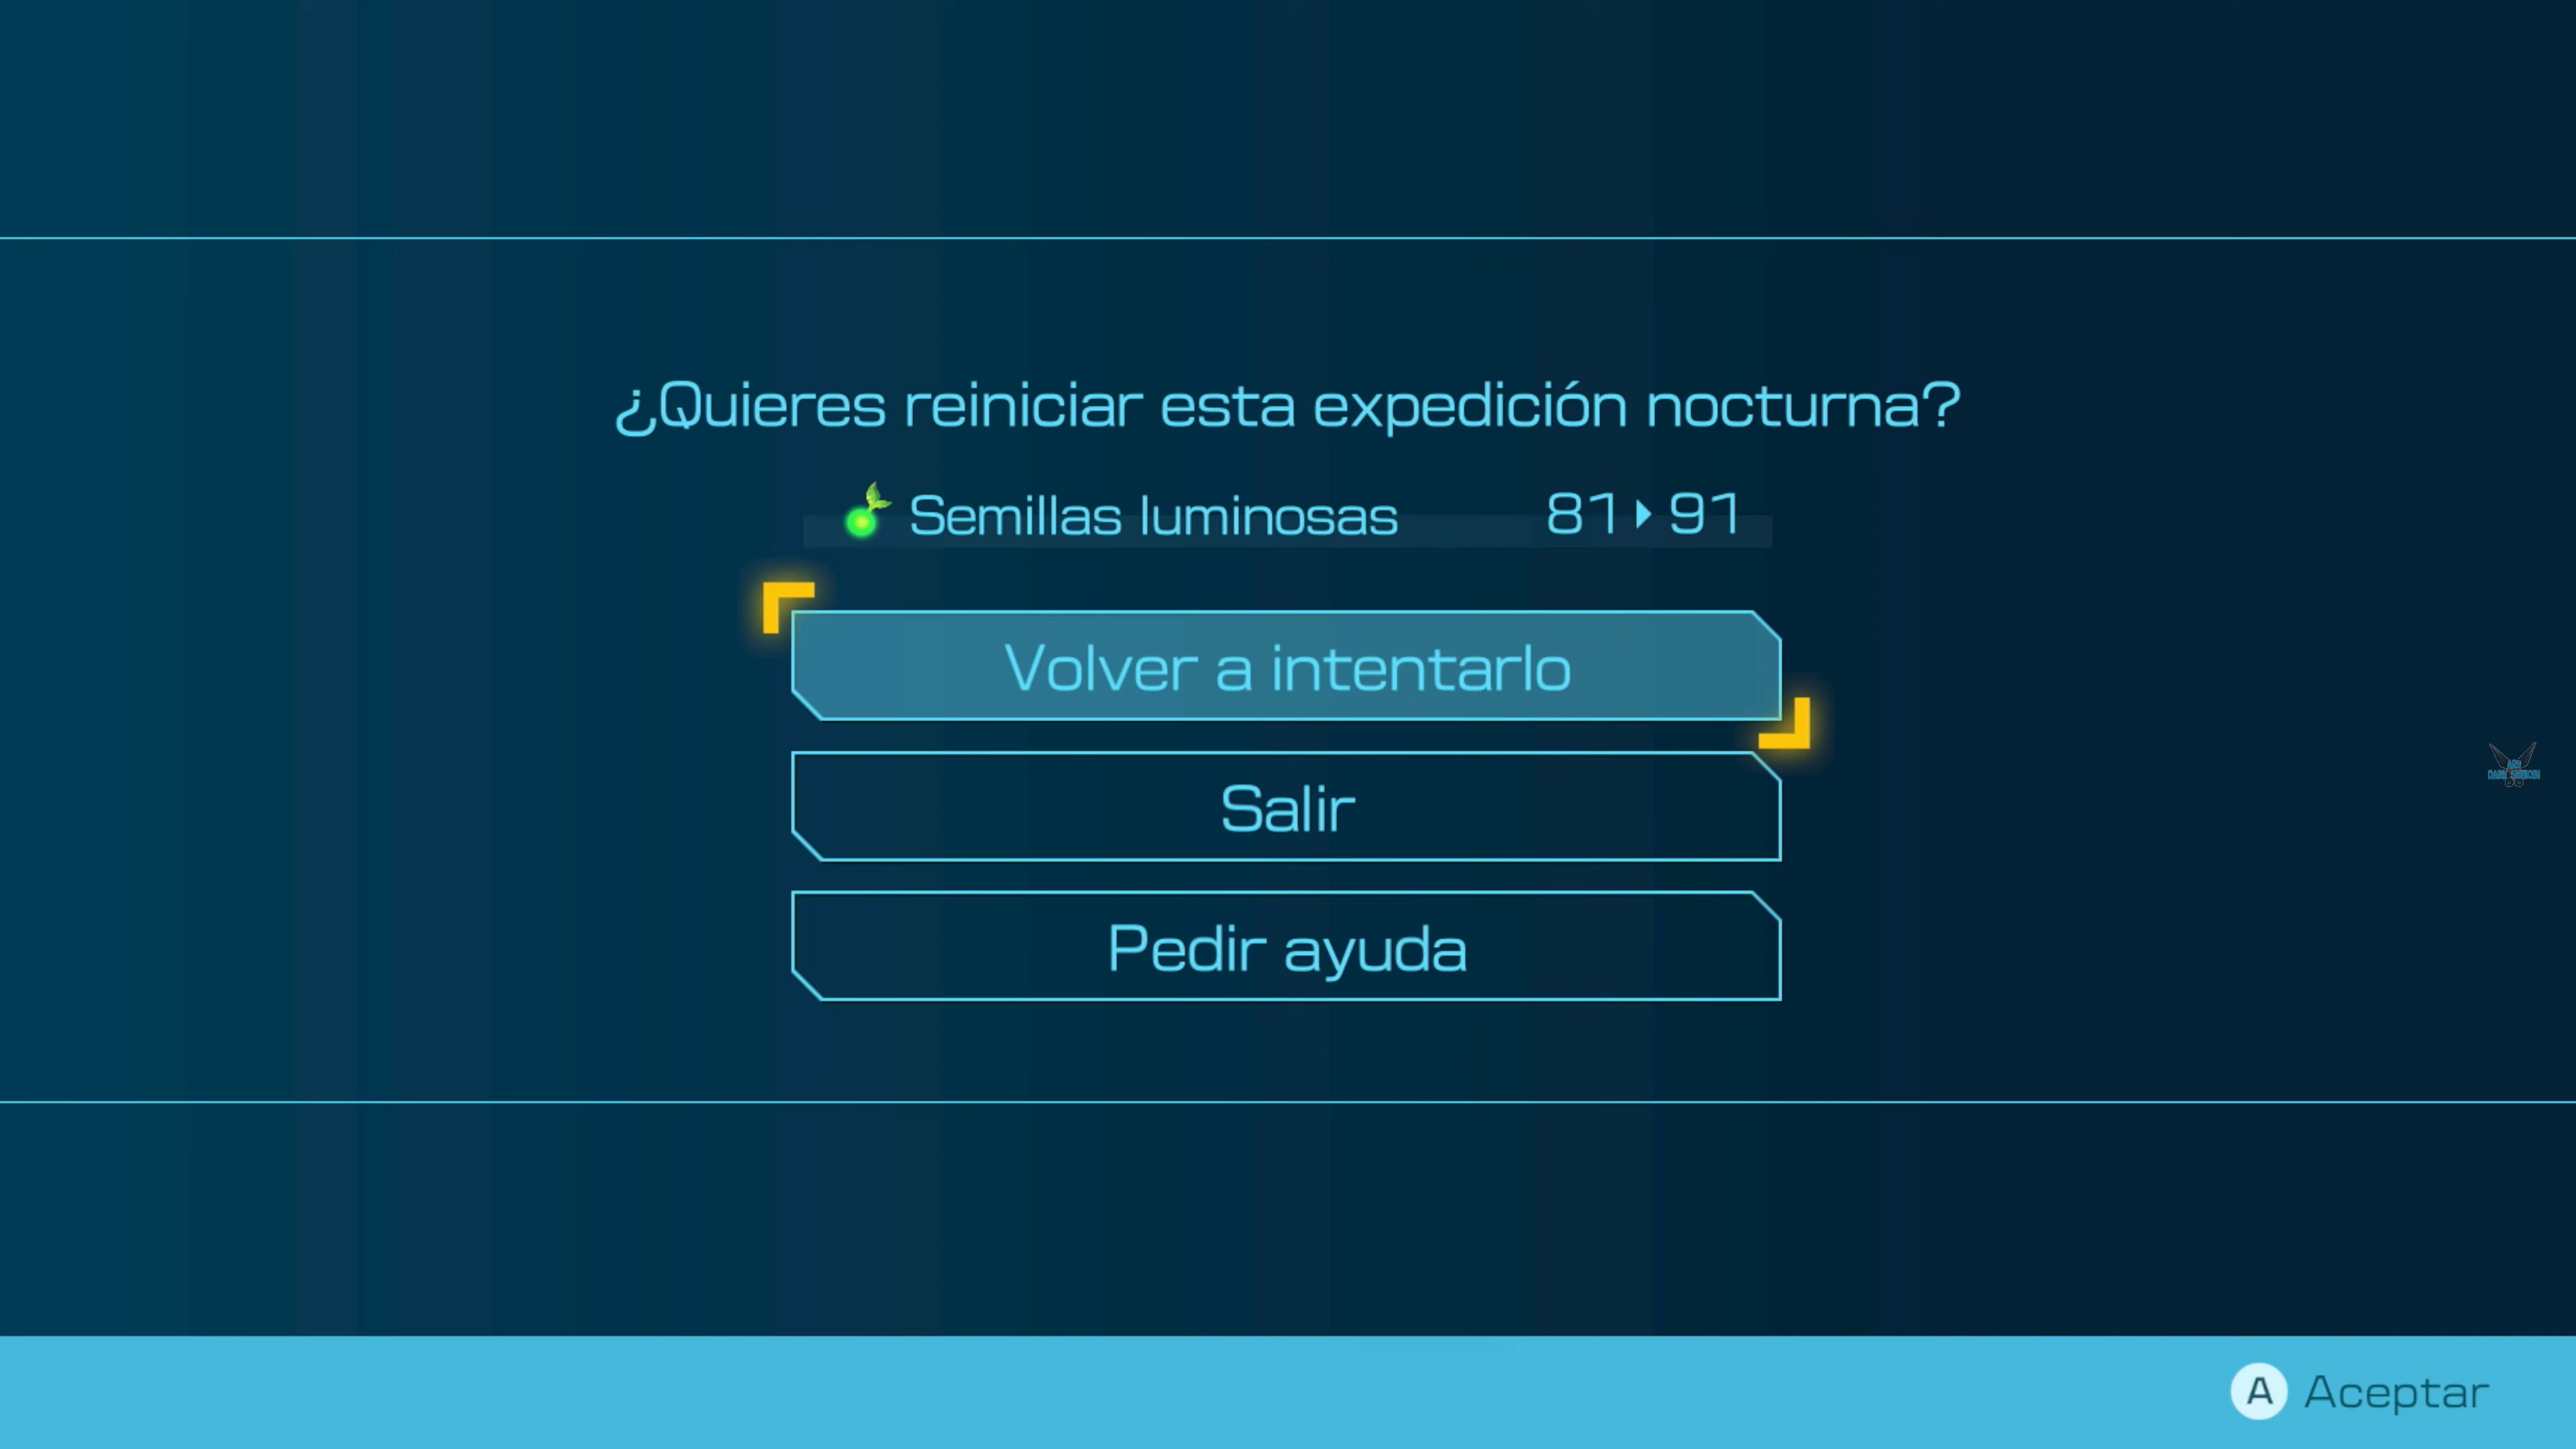 ¿Quieres reiniciar esta expedición nocturna?
Semillas luminosas 81 ▸ 91
Volver a intentarlo
Salir
Pedir ayuda
A Aceptar